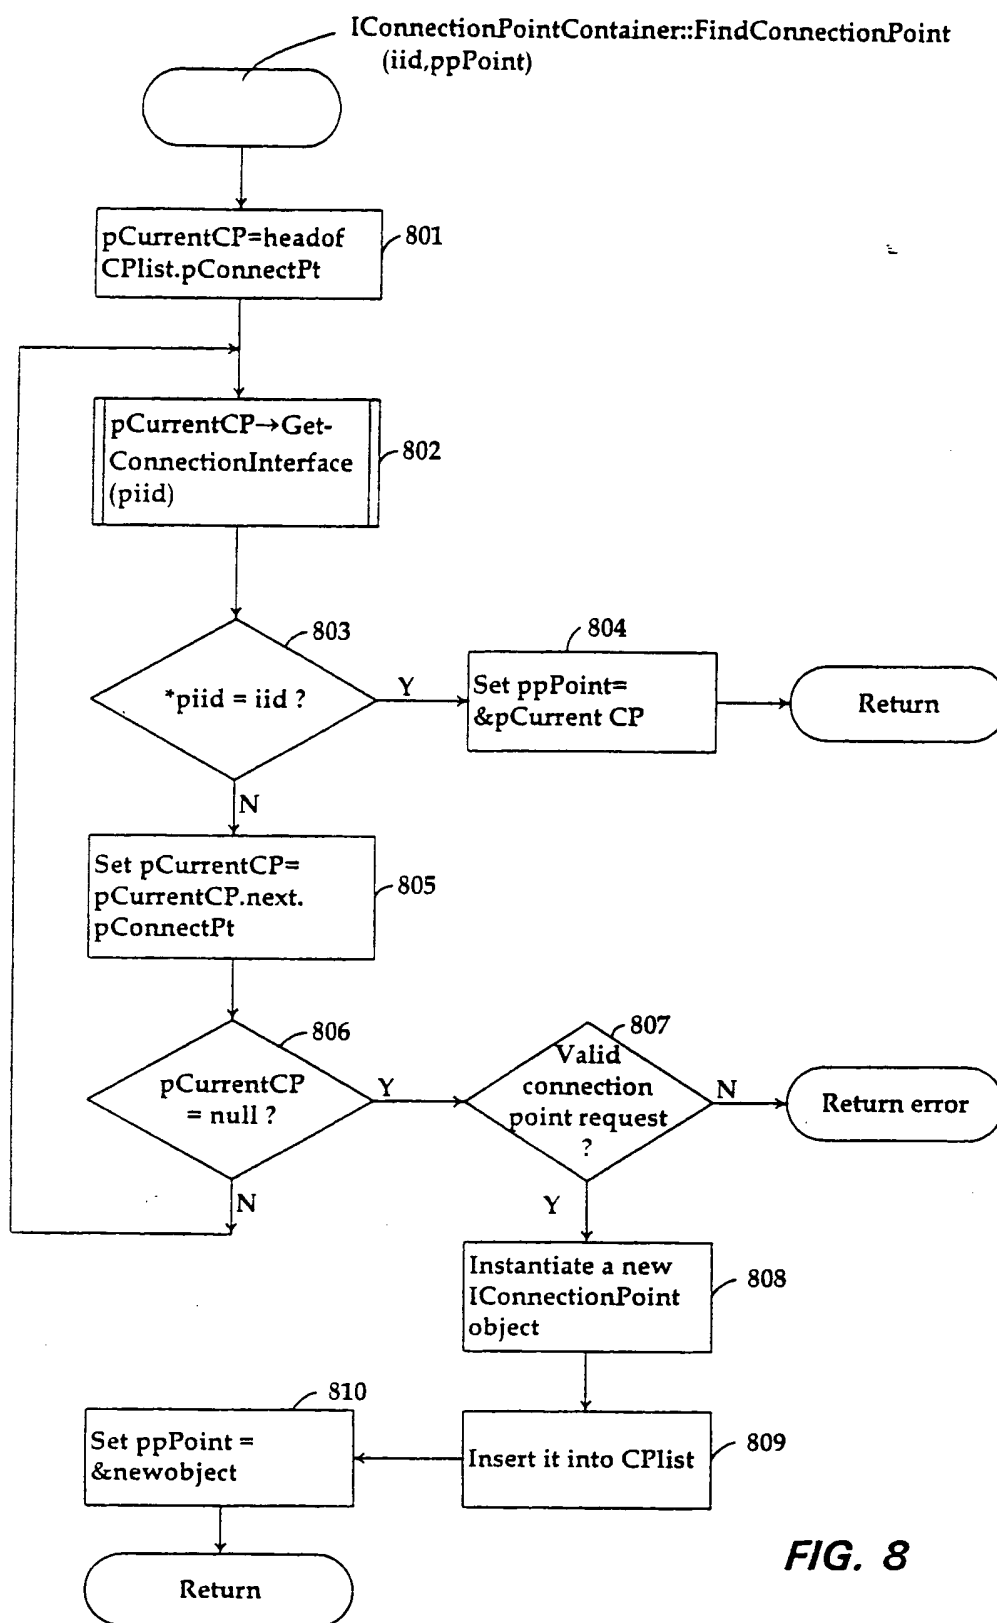 IConnectionPointContainer::FindConnectionPoint
(iid,ppPoint)
pCurrentCP=headof
CPlist.pConnectPt
801
pCurrentCP→Get-
ConnectionInterface
(piid)
802
803
*piid = iid ?
Y
N
804
Set ppPoint=
&pCurrent CP
Return
Set pCurrentCP=
pCurrentCP.next.
pConnectPt
805
806
pCurrentCP
= null ?
Y
N
807
Valid
connection
point request
?
N
Y
Return error
Instantiate a new
IConnectionPoint
object
808
Insert it into CPlist
809
810
Set ppPoint =
&newobject
Return
FIG. 8